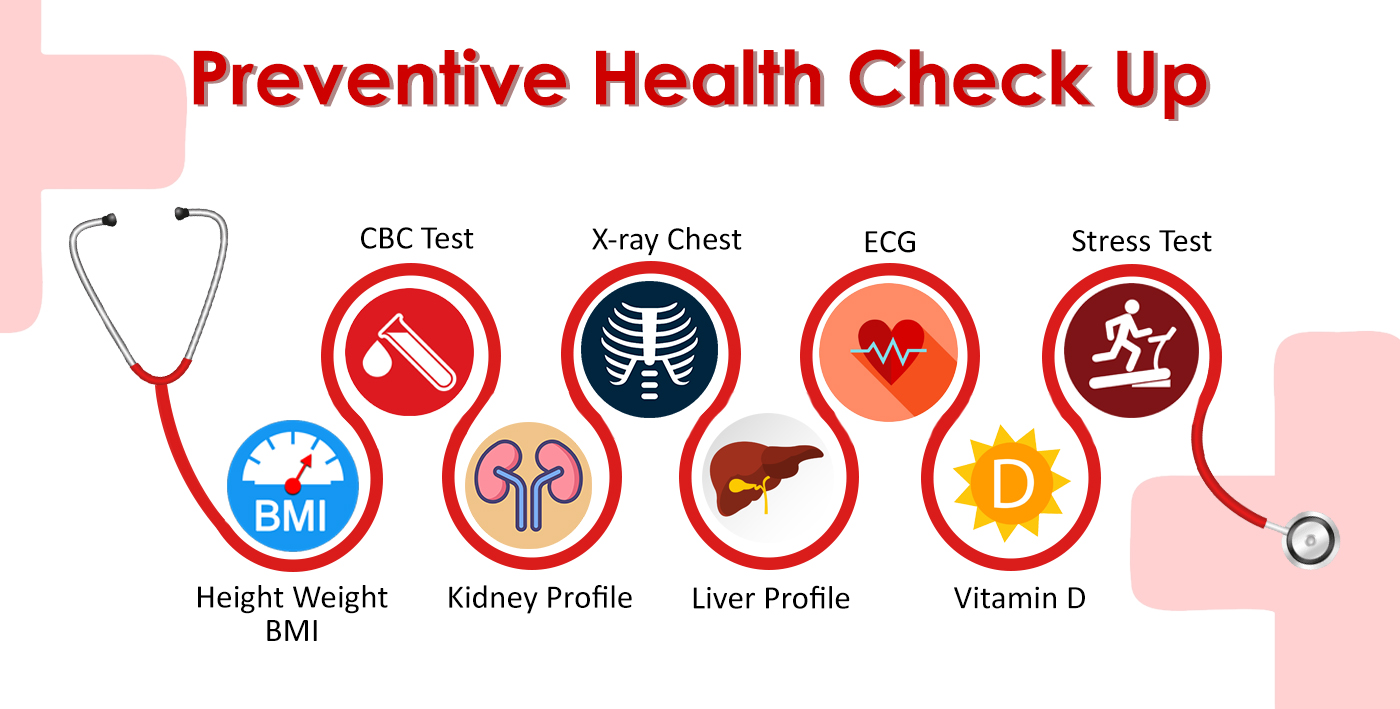 Preventive Health Check Up
CBC Test
X-ray Chest
ECG
Stress Test
BMI
D
Height Weight
BMI
Kidney Profile
Liver Profile
Vitamin D